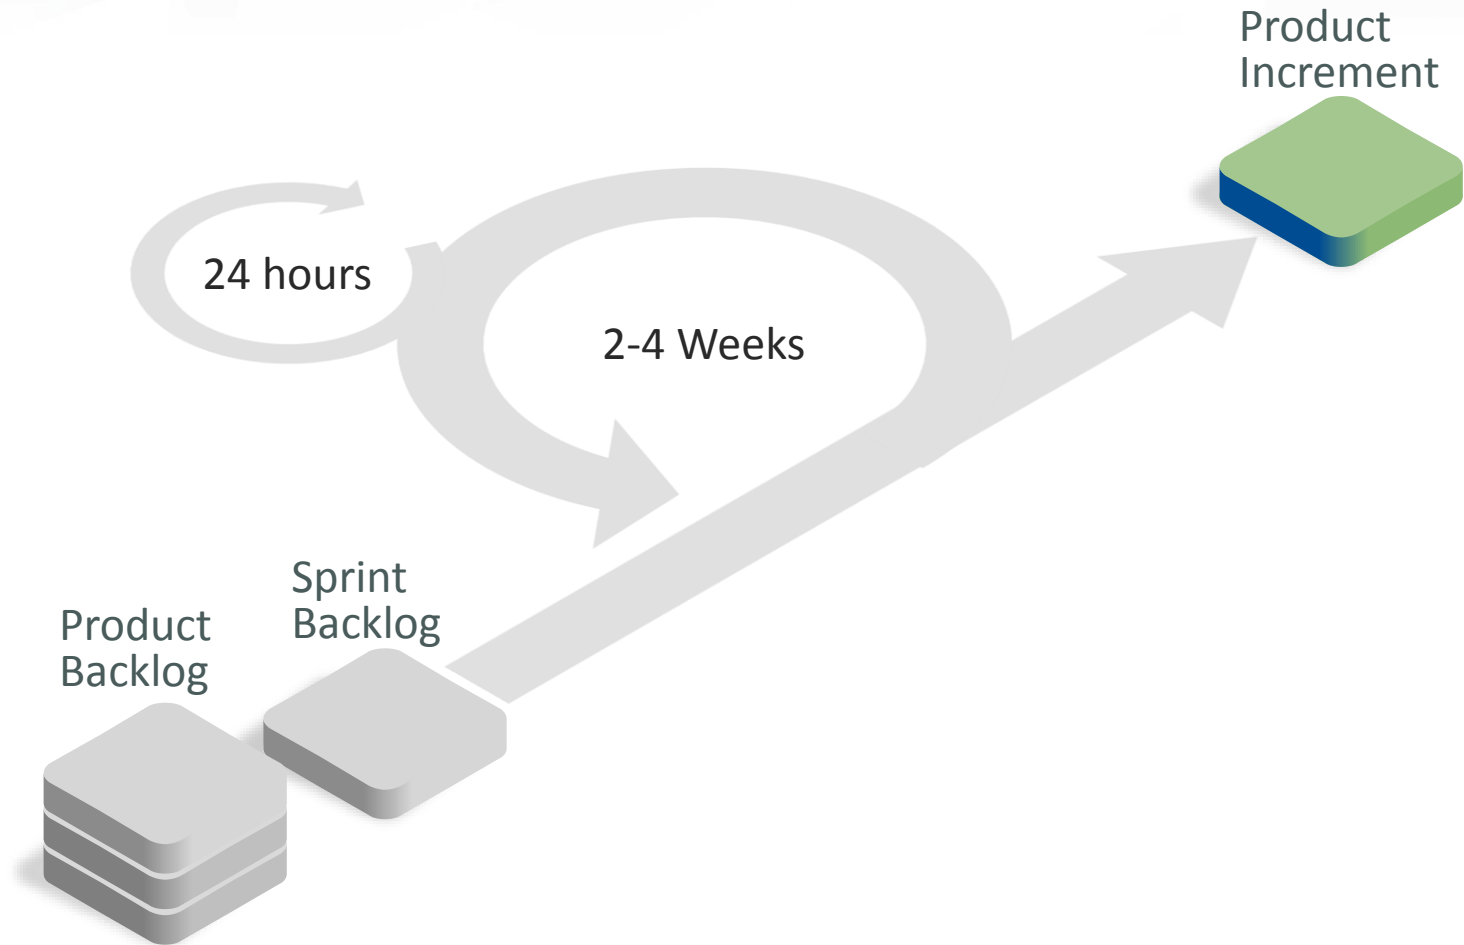 Product
Increment
24 hours
2-4 Weeks
Sprint
Backlog
Product
Backlog